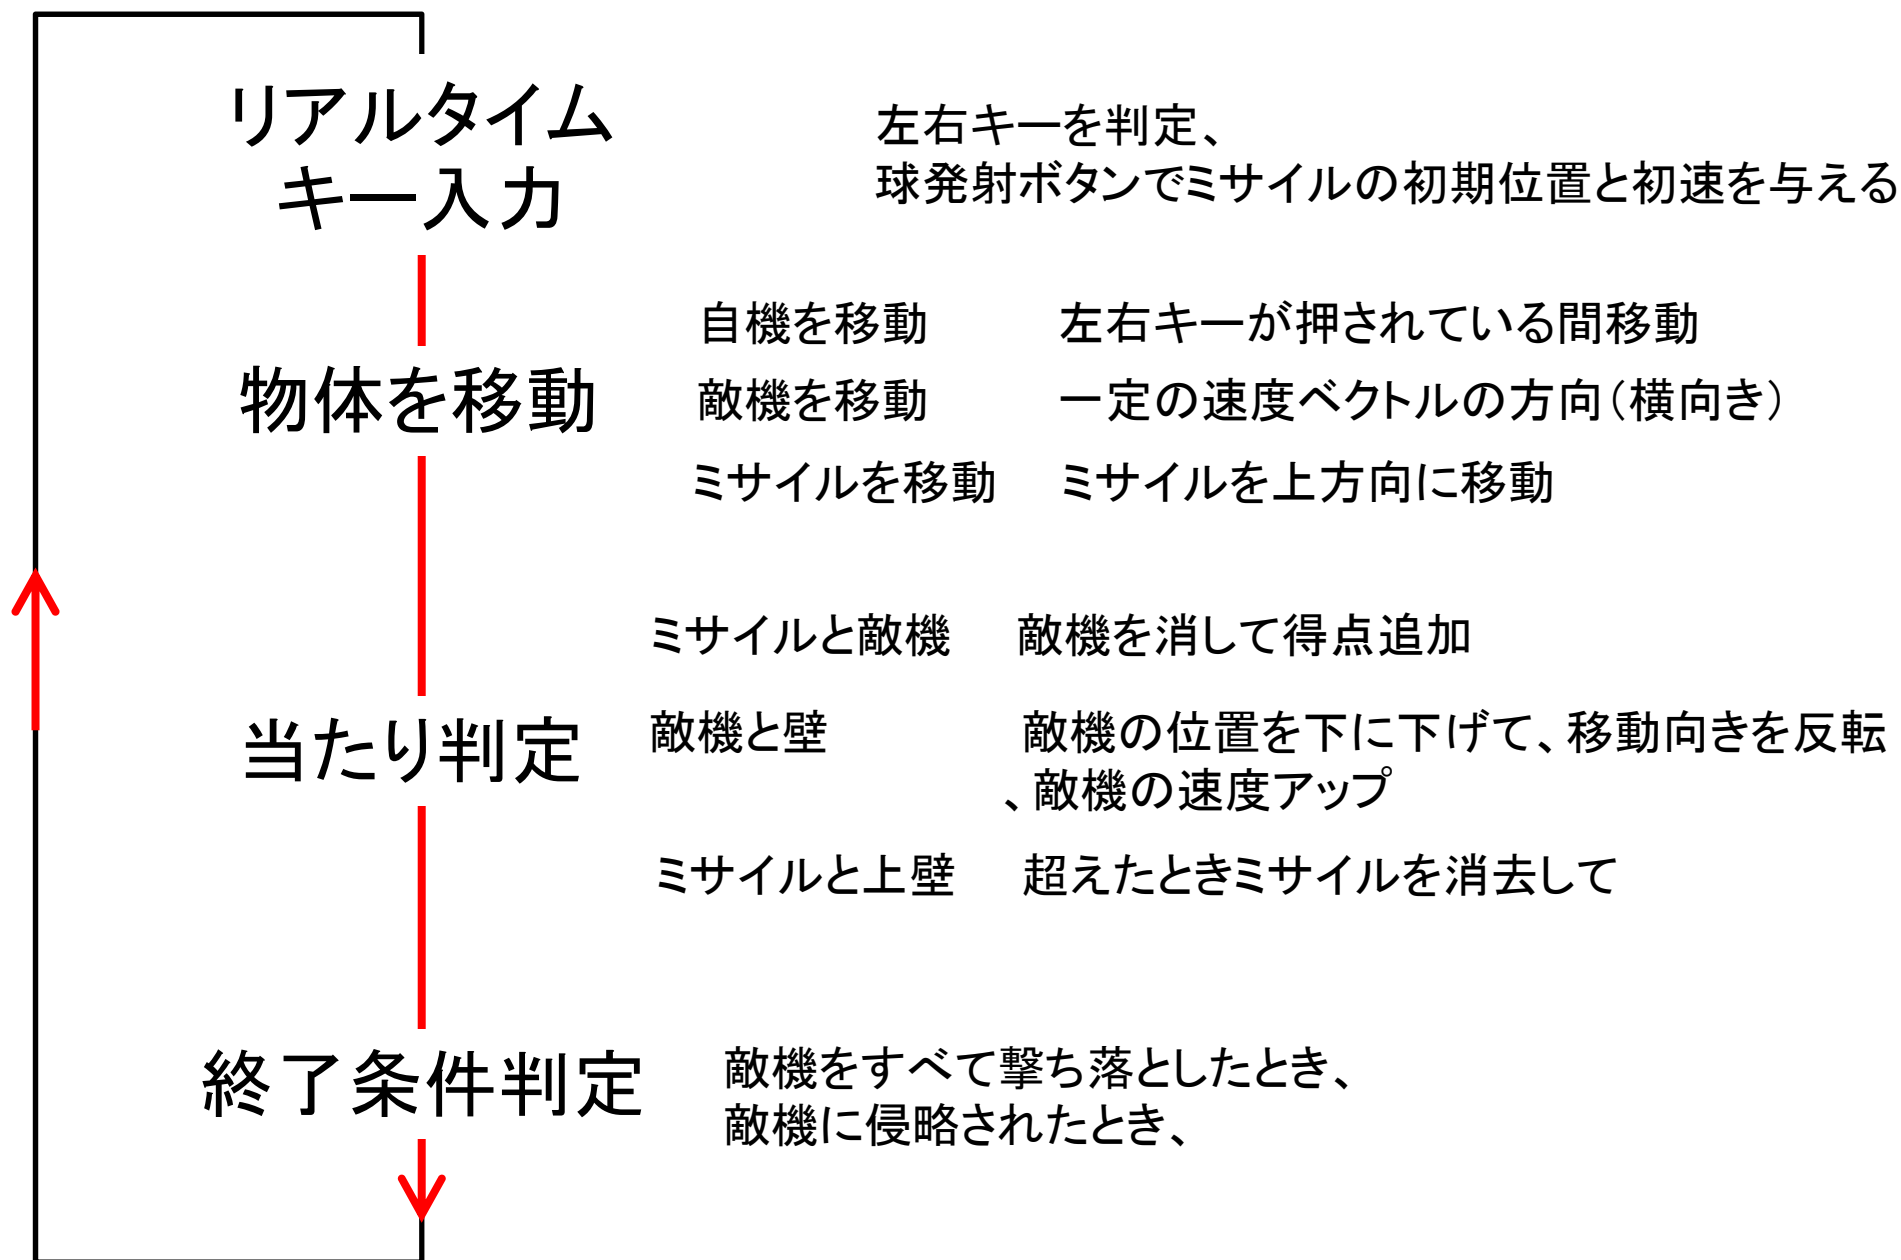 リアルタイム
キー入力
左右キーを判定、
球発射ボタンでミサイルの初期位置と初速を与える
物体を移動
自機を移動 左右キーが押されている間移動
敵機を移動 一定の速度ベクトルの方向(横向き)
ミサイルを移動 ミサイルを上方向に移動
当たり判定
ミサイルと敵機 敵機を消して得点追加
敵機と壁 敵機の位置を下に下げて、移動向きを反転
、敵機の速度アップ
ミサイルと上壁 超えたときミサイルを消去して
終了条件判定
敵機をすべて撃ち落としたとき、
敵機に侵略されたとき、